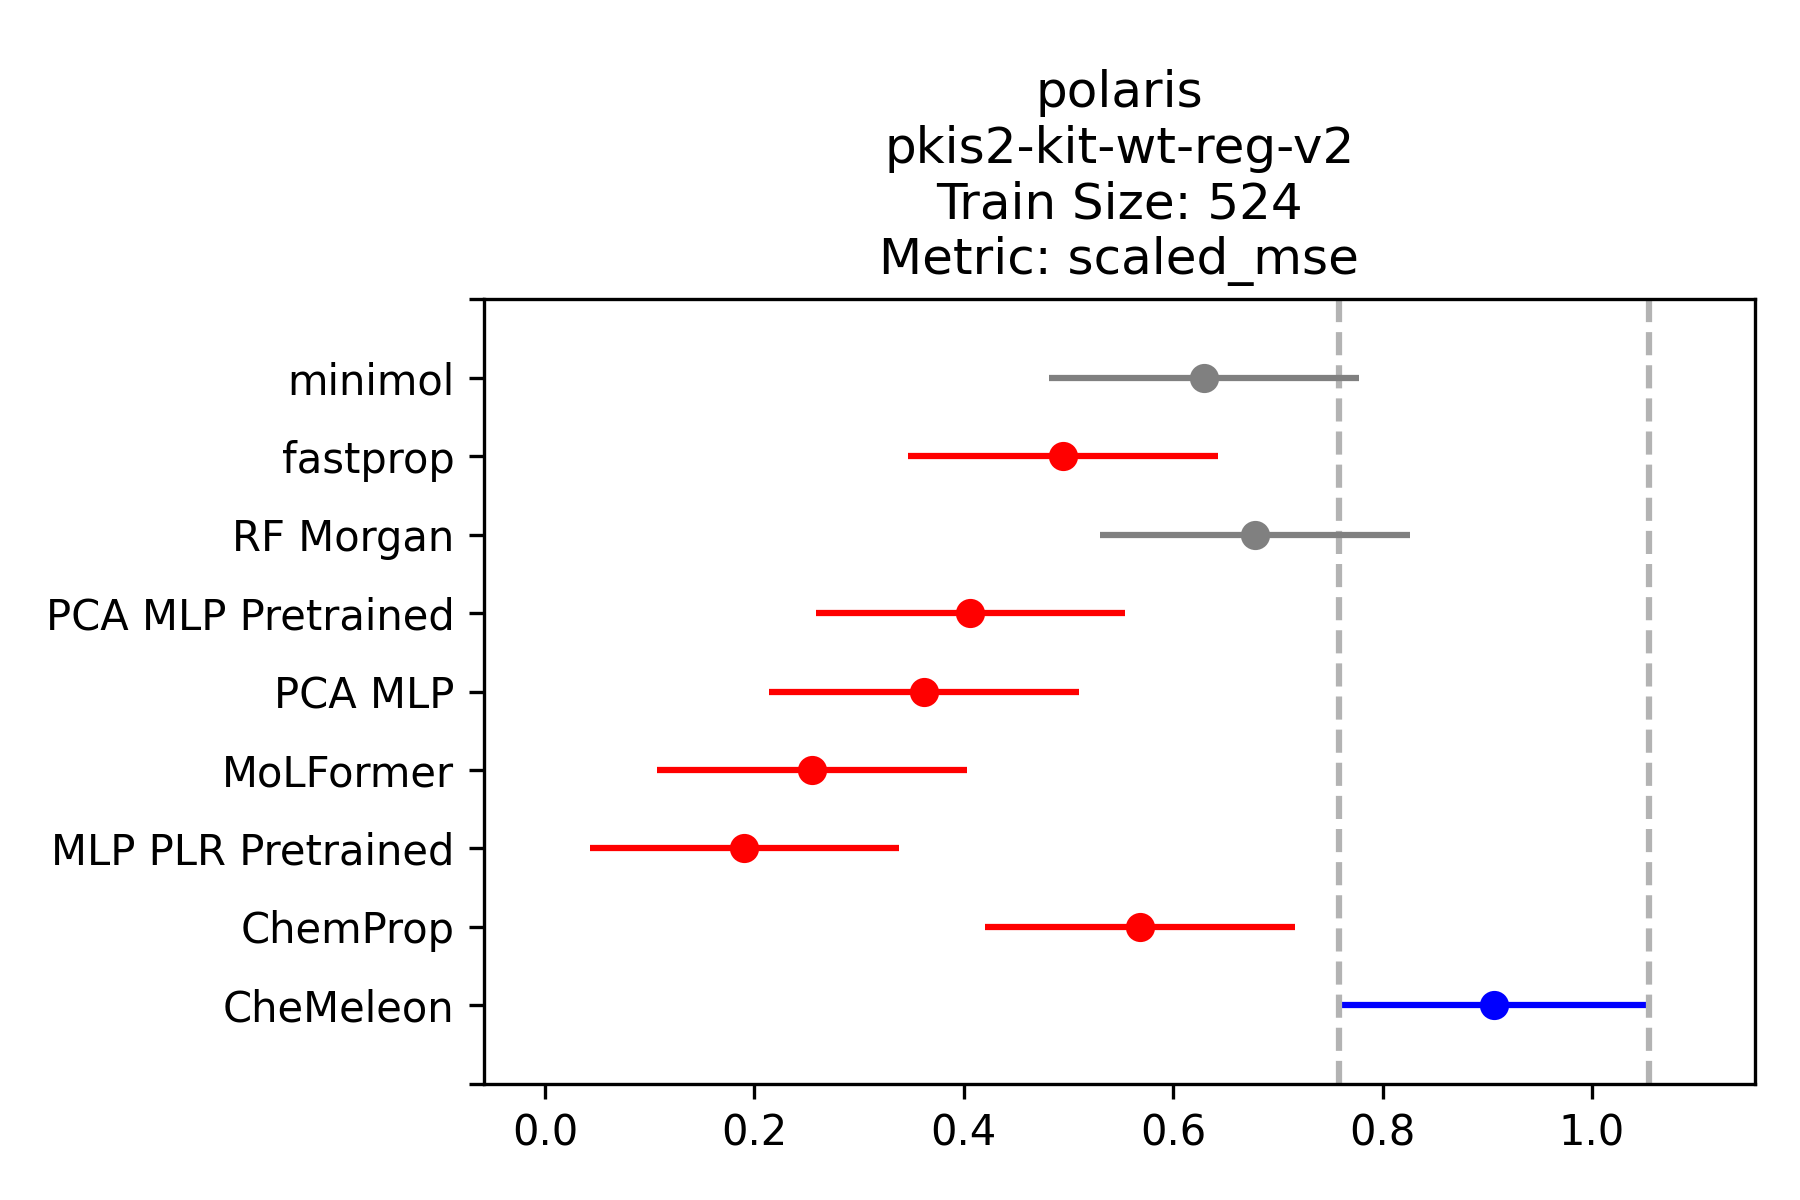 polaris
pkis2-kit-wt-reg-v2
Train Size: 524
Metric: scaled_mse
minimol
fastprop
RF Morgan
PCA MLP Pretrained
PCA MLP
MoLFormer
MLP PLR Pretrained
ChemProp
CheMeleon
0.0 0.2 0.4 0.6 0.8 1.0